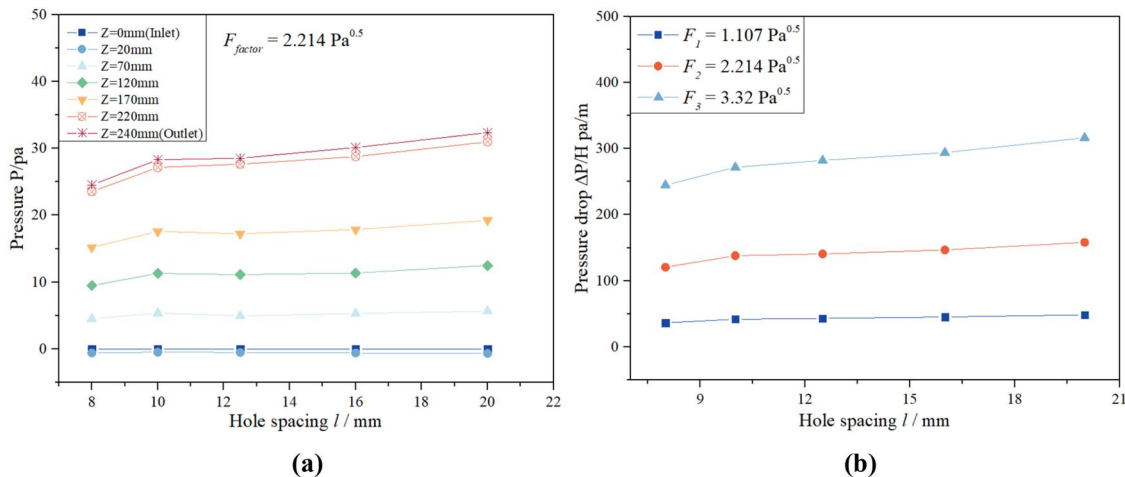 50
40
30
20
10
0
Pressure P/pa
Z=0mm(Inlet)
Z=20mm
Z=70mm
Z=120mm
Z=170mm
Z=220mm
Z=240mm(Outlet)
F_factor = 2.214 Pa^0.5
8 10 12 14 16 18 20 22
Hole spacing l / mm
(a)
500
400
300
200
100
0
Pressure drop ΔP/H pa/m
F_1 = 1.107 Pa^0.5
F_2 = 2.214 Pa^0.5
F_3 = 3.32 Pa^0.5
9 12 15 18 21
Hole spacing l / mm
(b)